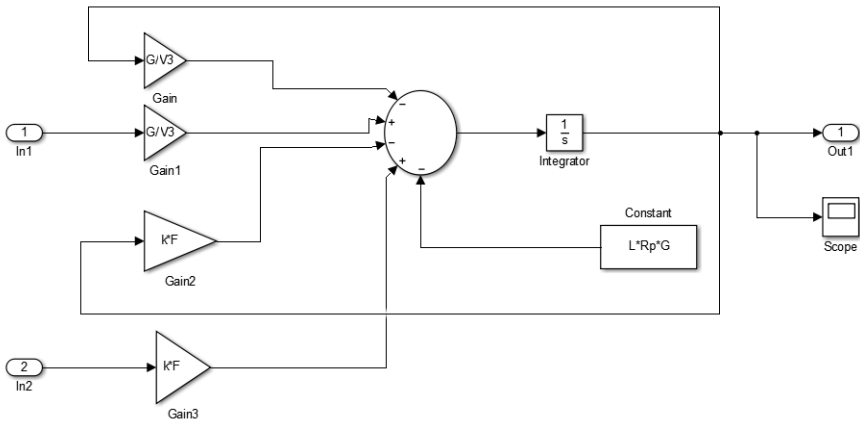 G/V3
Gain
1
In1
G/V3
Gain1
k*F
Gain2
2
In2
k*F
Gain3
−
+
−
+
−
1
s
Integrator
Constant
L*Rp*G
1
Out1
Scope